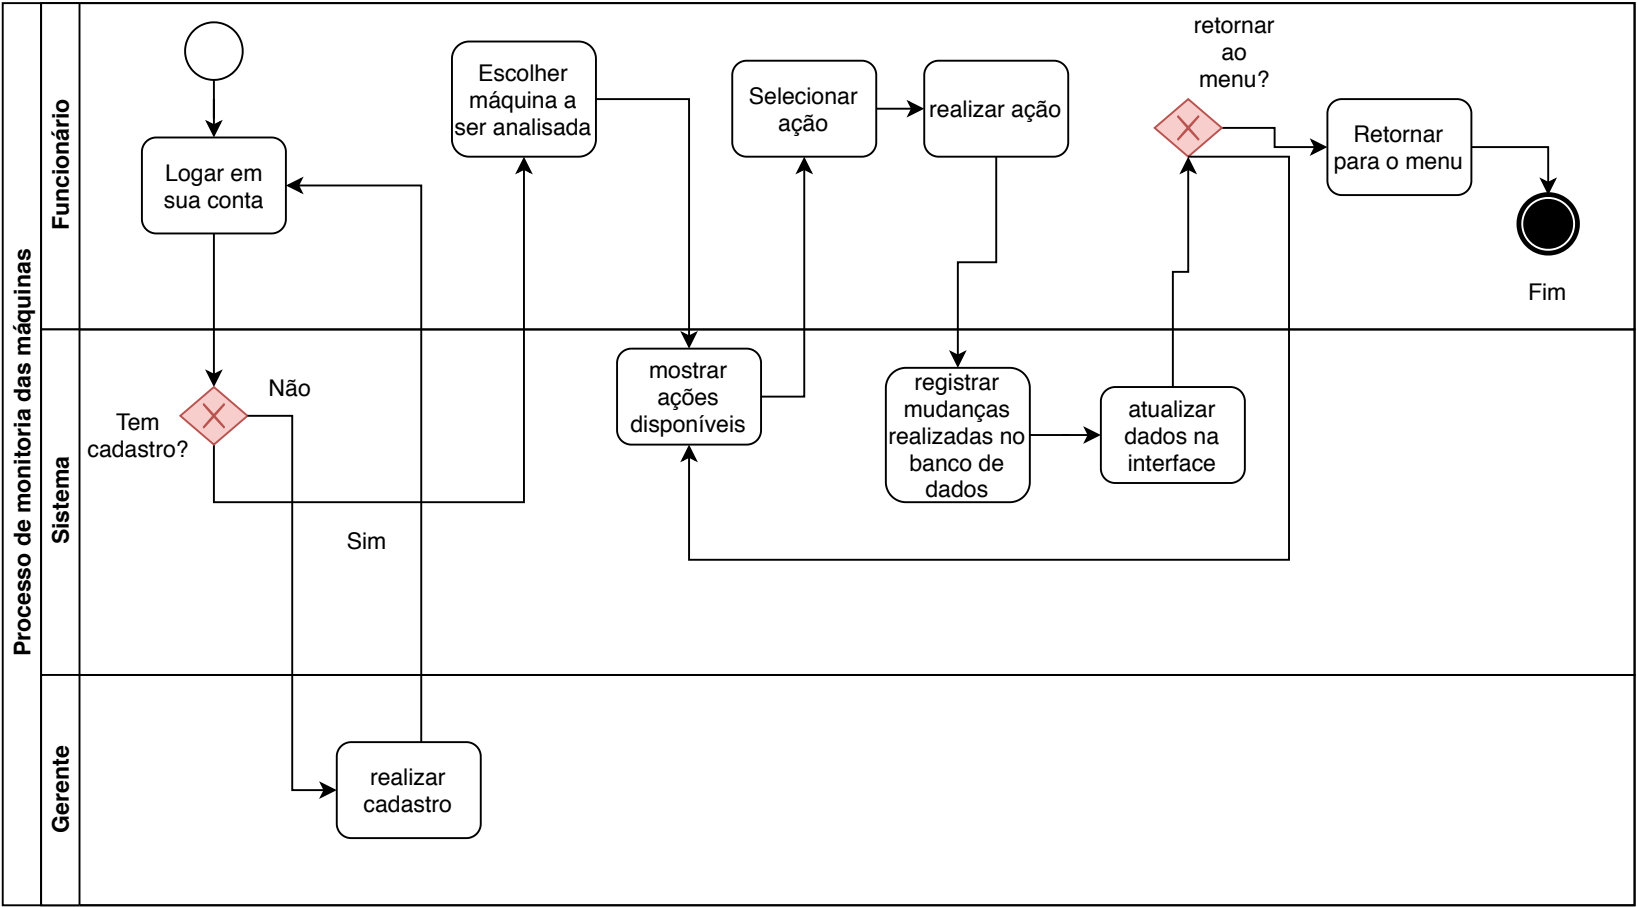 Processo de monitoria das máquinas
Funcionário
Logar em
sua conta
Escolher
máquina a
ser analisada
Selecionar
ação
realizar ação
retornar
ao
menu?
Retornar
para o menu
Fim
Sistema
Tem
cadastro?
Não
Sim
mostrar
ações
disponíveis
registrar
mudanças
realizadas no
banco de
dados
atualizar
dados na
interface
Gerente
realizar
cadastro